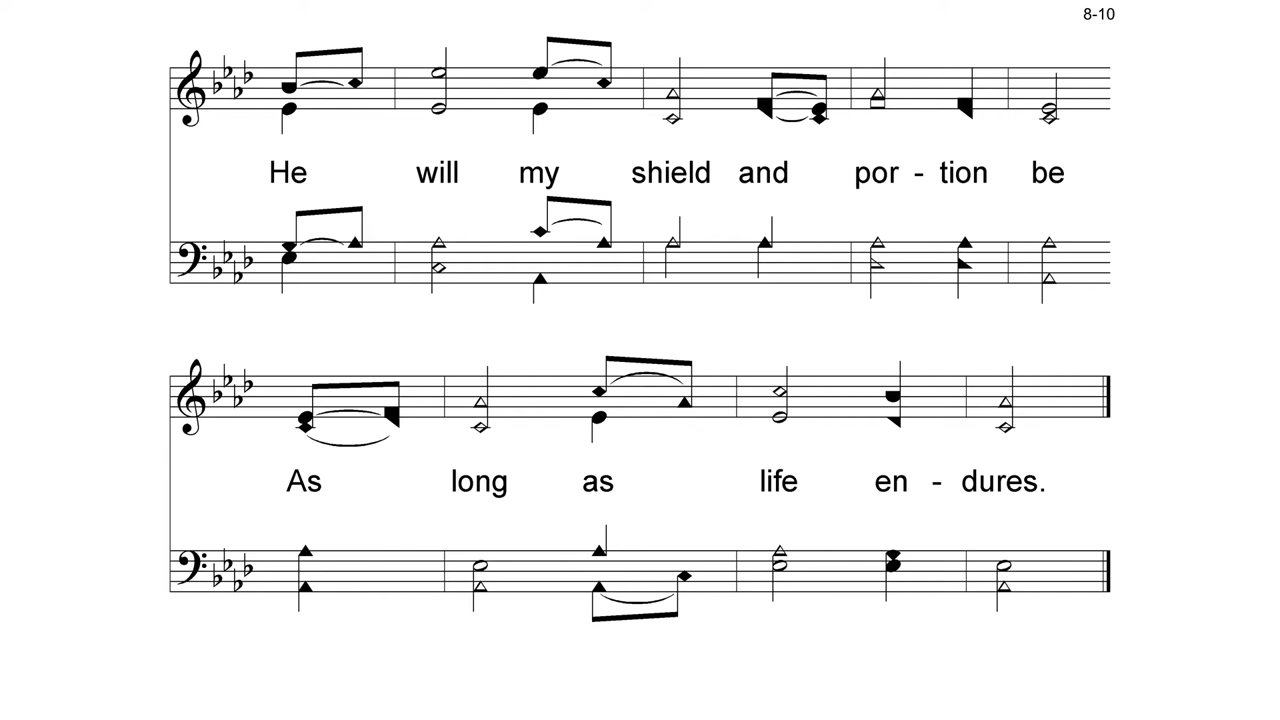 8-10
He will my shield and por - tion be
As long as life en - dures.